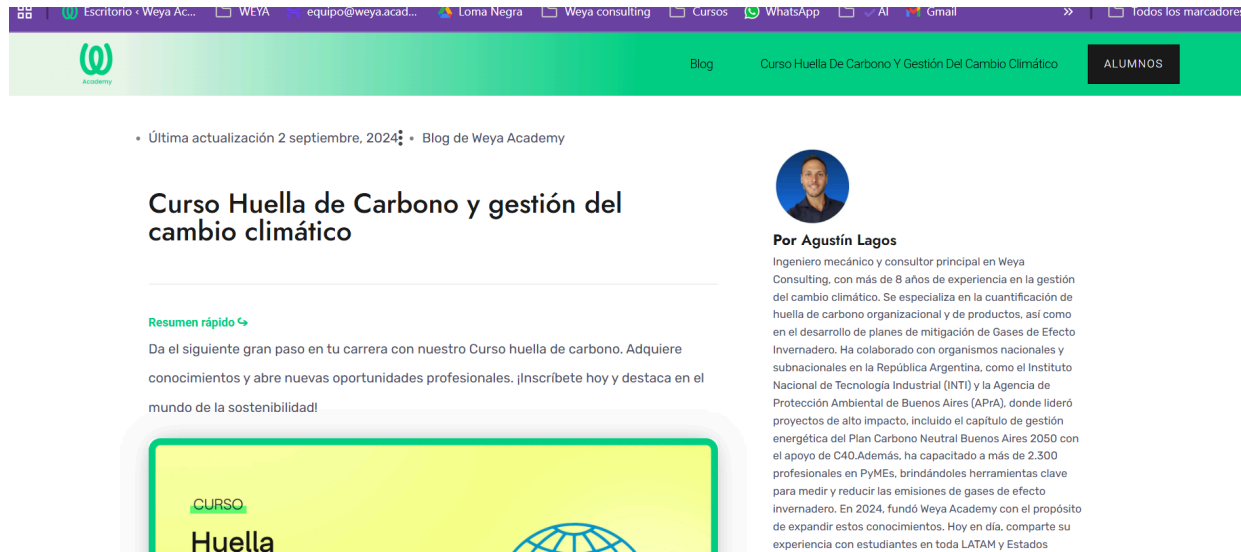 Escritorio ‹ Weya Ac...
WEYA
equipo@weya.acad...
Loma Negra
Weya consulting
Cursos
WhatsApp
AI
Gmail
»
Todos los marcadores
Academy
Blog
Curso Huella De Carbono Y Gestión Del Cambio Climático
ALUMNOS
• Última actualización 2 septiembre, 2024 • Blog de Weya Academy
Curso Huella de Carbono y gestión del
cambio climático
Resumen rápido ↪
Da el siguiente gran paso en tu carrera con nuestro Curso huella de carbono. Adquiere
conocimientos y abre nuevas oportunidades profesionales. ¡Inscríbete hoy y destaca en el
mundo de la sostenibilidad!
CURSO
Huella
Por Agustín Lagos
Ingeniero mecánico y consultor principal en Weya
Consulting, con más de 8 años de experiencia en la gestión
del cambio climático. Se especializa en la cuantificación de
huella de carbono organizacional y de productos, así como
en el desarrollo de planes de mitigación de Gases de Efecto
Invernadero. Ha colaborado con organismos nacionales y
subnacionales en la República Argentina, como el Instituto
Nacional de Tecnología Industrial (INTI) y la Agencia de
Protección Ambiental de Buenos Aires (APrA), donde lideró
proyectos de alto impacto, incluido el capítulo de gestión
energética del Plan Carbono Neutral Buenos Aires 2050 con
el apoyo de C40.Además, ha capacitado a más de 2.300
profesionales en PyMEs, brindándoles herramientas clave
para medir y reducir las emisiones de gases de efecto
invernadero. En 2024, fundó Weya Academy con el propósito
de expandir estos conocimientos. Hoy en día, comparte su
experiencia con estudiantes en toda LATAM y Estados